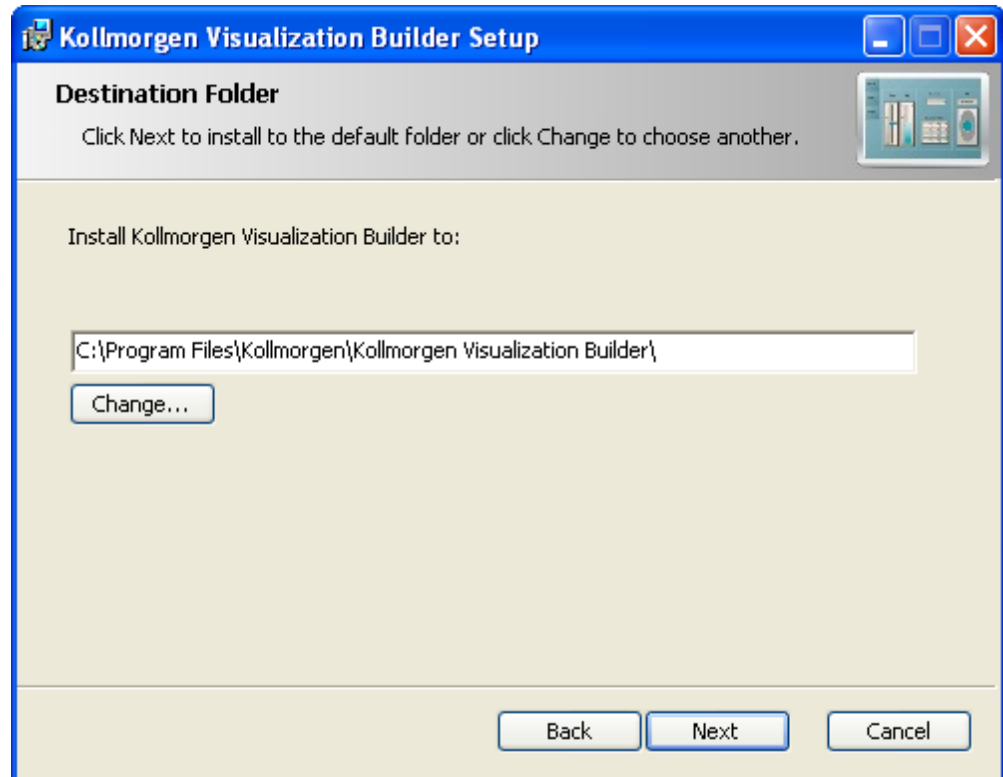 Kollmorgen Visualization Builder Setup
Destination Folder
Click Next to install to the default folder or click Change to choose another.
Install Kollmorgen Visualization Builder to:
C:\Program Files\Kollmorgen\Kollmorgen Visualization Builder\
Change...
Back Next Cancel